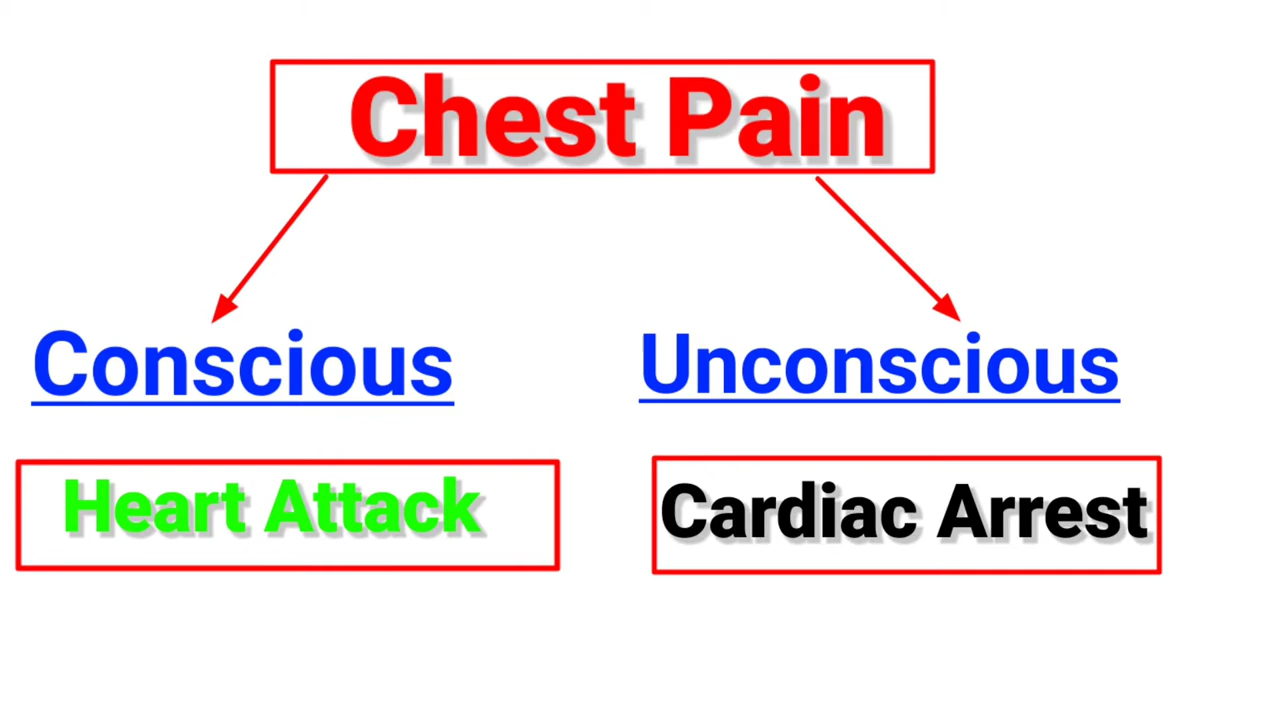 Chest Pain
Conscious
Unconscious
Heart Attack
Cardiac Arrest